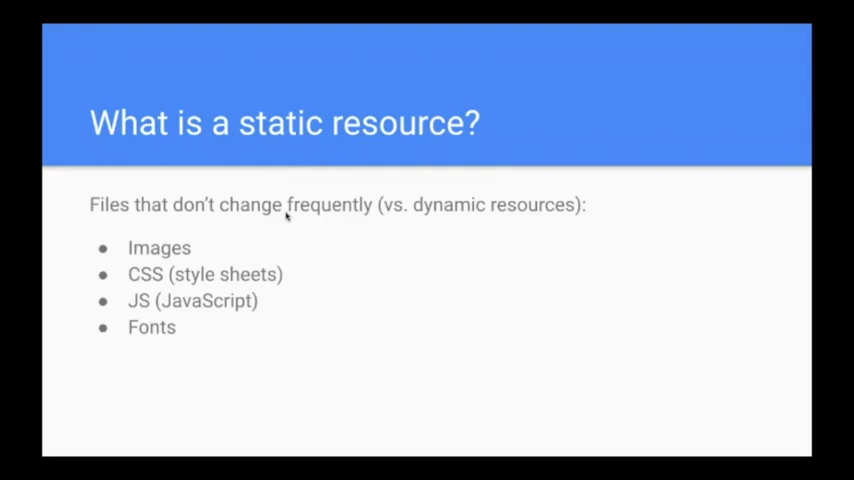 What is a static resource?
Files that don't change frequently (vs. dynamic resources):
● Images
● CSS (style sheets)
● JS (JavaScript)
● Fonts